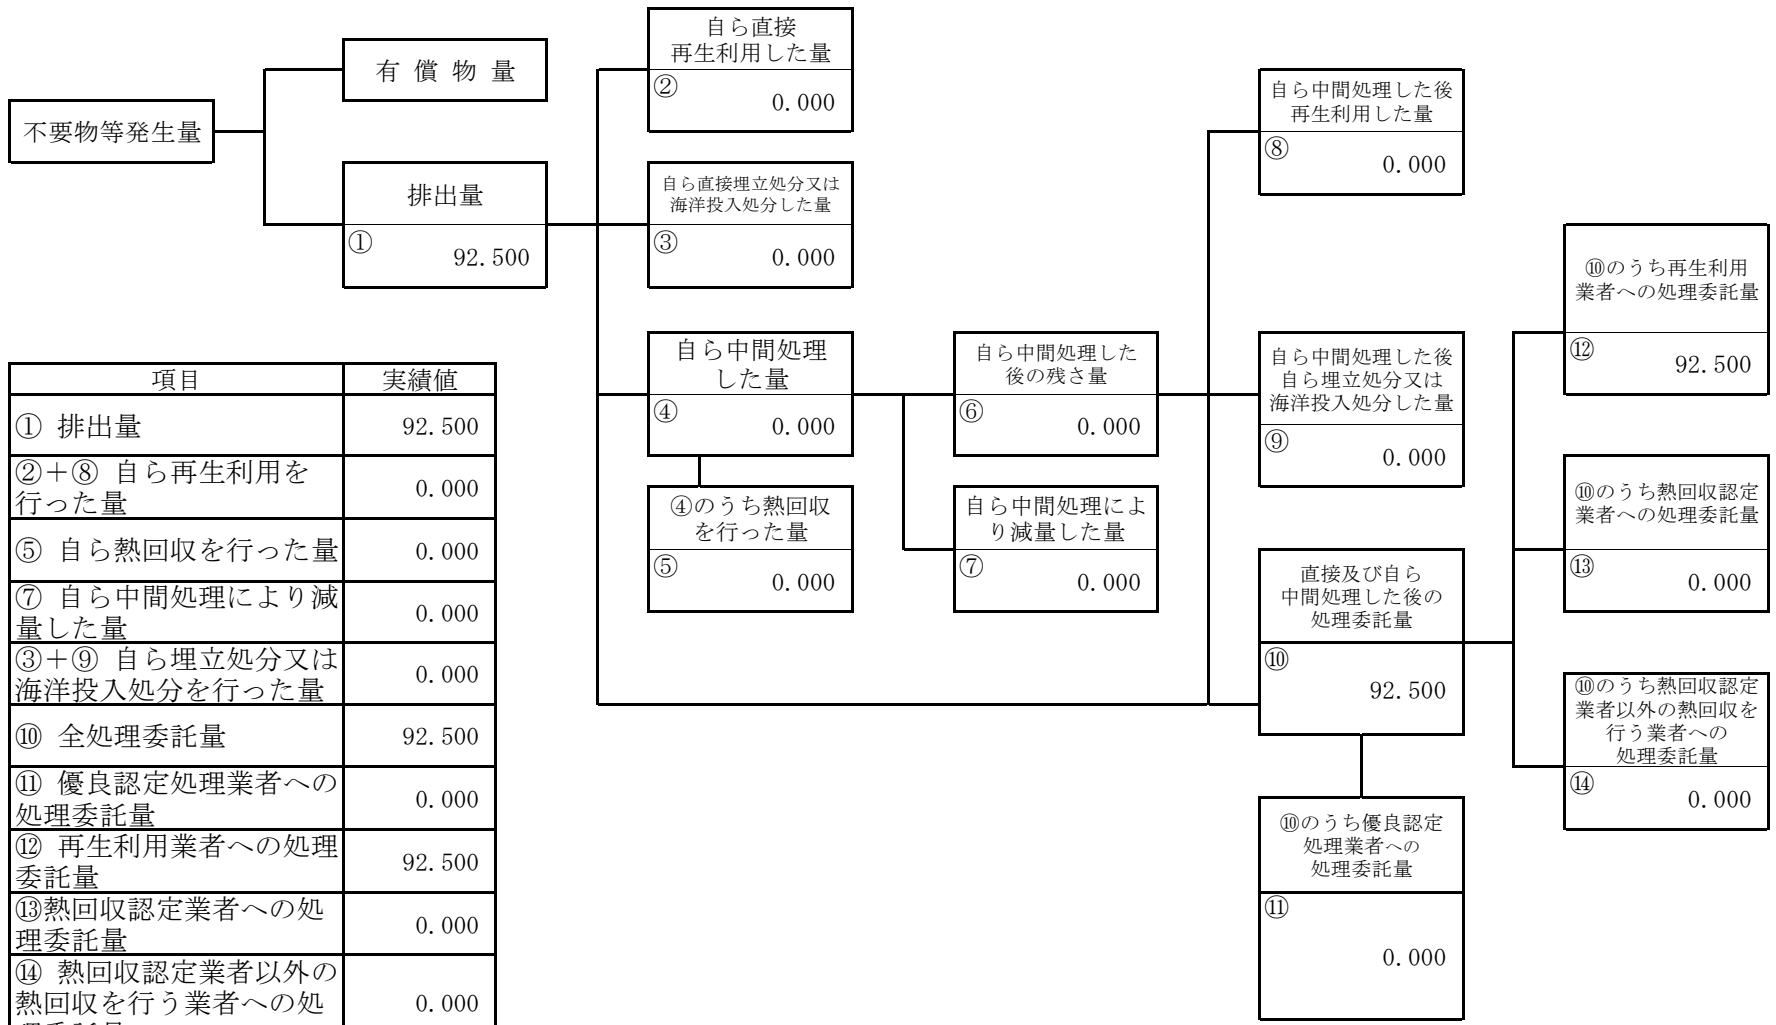 自ら直接
再生利用した量
②
0.000
有 償 物 量
不要物等発生量
排出量
①
92.500
自ら直接埋立処分又は
海洋投入処分した量
③
0.000
自ら中間処理した後
再生利用した量
⑧
0.000
⑩のうち再生利用
業者への処理委託量
⑫
92.500
自ら中間処理
した量
④
0.000
自ら中間処理した
後の残さ量
⑥
0.000
自ら中間処理した後
自ら埋立処分又は
海洋投入処分した量
⑨
0.000
④のうち熱回収
を行った量
⑤
0.000
自ら中間処理によ
り減量した量
⑦
0.000
⑩のうち熱回収認定
業者への処理委託量
⑬
0.000
直接及び自ら
中間処理した後の
処理委託量
⑩
92.500
⑩のうち熱回収認定
業者以外の熱回収を
行う業者への
処理委託量
⑭
0.000
⑩のうち優良認定
処理業者への
処理委託量
⑪
0.000
項目 実績値
① 排出量 92.500
②＋⑧ 自ら再生利用を
行った量 0.000
⑤ 自ら熱回収を行った量 0.000
⑦ 自ら中間処理により減
量した量 0.000
③＋⑨ 自ら埋立処分又は
海洋投入処分を行った量 0.000
⑩ 全処理委託量 92.500
⑪ 優良認定処理業者への
処理委託量 0.000
⑫ 再生利用業者への処理
委託量 92.500
⑬熱回収認定業者への処
理委託量 0.000
⑭ 熱回収認定業者以外の
熱回収を行う業者への処 0.000